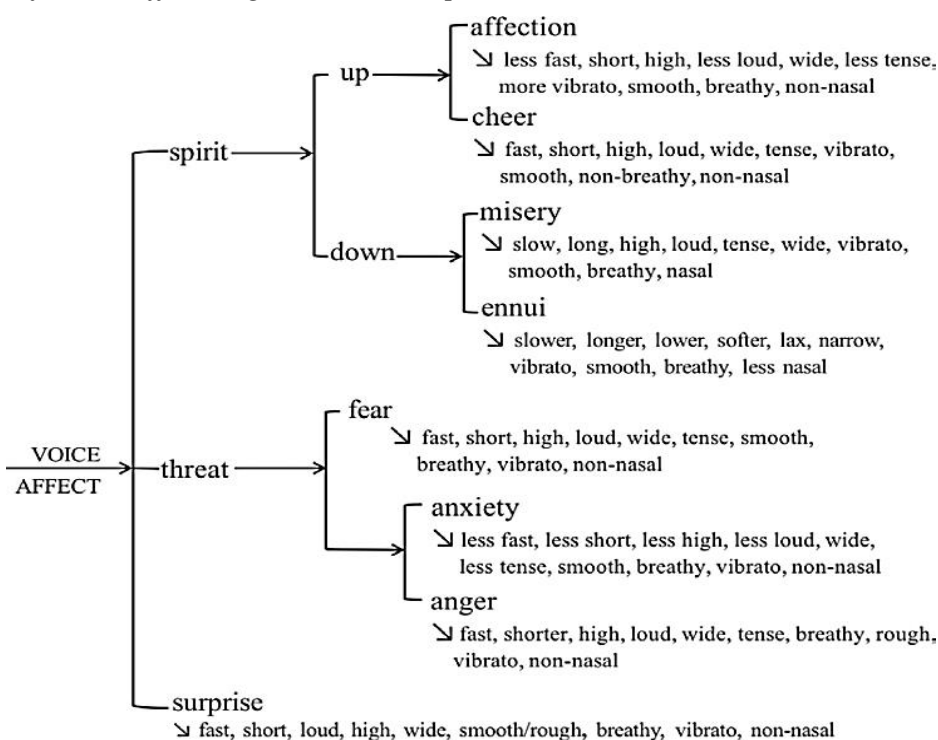 affection
↘ less fast, short, high, less loud, wide, less tense,
more vibrato, smooth, breathy, non-nasal
up
cheer
↘ fast, short, high, loud, wide, tense, vibrato,
smooth, non-breathy, non-nasal
spirit
misery
↘ slow, long, high, loud, tense, wide, vibrato,
smooth, breathy, nasal
down
ennui
↘ slower, longer, lower, softer, lax, narrow,
vibrato, smooth, breathy, less nasal
fear
↘ fast, short, high, loud, wide, tense, smooth,
breathy, vibrato, non-nasal
VOICE
AFFECT
threat
anxiety
↘ less fast, less short, less high, less loud, wide,
less tense, smooth, breathy, vibrato, non-nasal
anger
↘ fast, shorter, high, loud, wide, tense, breathy, rough,
vibrato, non-nasal
surprise
↘ fast, short, loud, high, wide, smooth/rough, breathy, vibrato, non-nasal